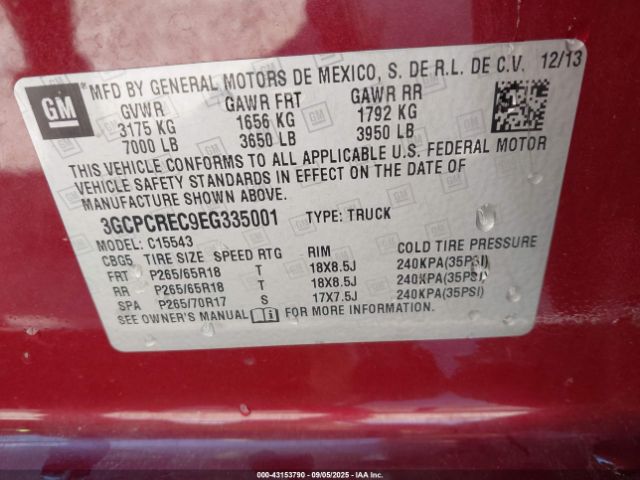 GM
* MFD BY GENERAL MOTORS DE MEXICO, S. DE R.L. DE C.V. 12/13
GVWR GAWR FRT GAWR RR
3175 KG 1656 KG 1792 KG
7000 LB 3650 LB 3950 LB
THIS VEHICLE CONFORMS TO ALL APPLICABLE U.S. FEDERAL MOTOR
VEHICLE SAFETY STANDARDS IN EFFECT ON THE DATE OF
MANUFACTURE SHOWN ABOVE.
3GCPCREC9EG335001 TYPE: TRUCK
MODEL: C15543
CBG5 TIRE SIZE SPEED RTG RIM COLD TIRE PRESSURE
FRT P265/65R18 T 18X8.5J 240KPA(35PSI)
RR P265/65R18 T 18X8.5J 240KPA(35PSI)
SPA P265/70R17 S 17X7.5J 240KPA(35PSI)
SEE OWNER'S MANUAL FOR MORE INFORMATION.
000-43153790 - 09/05/2025 - IAA Inc.